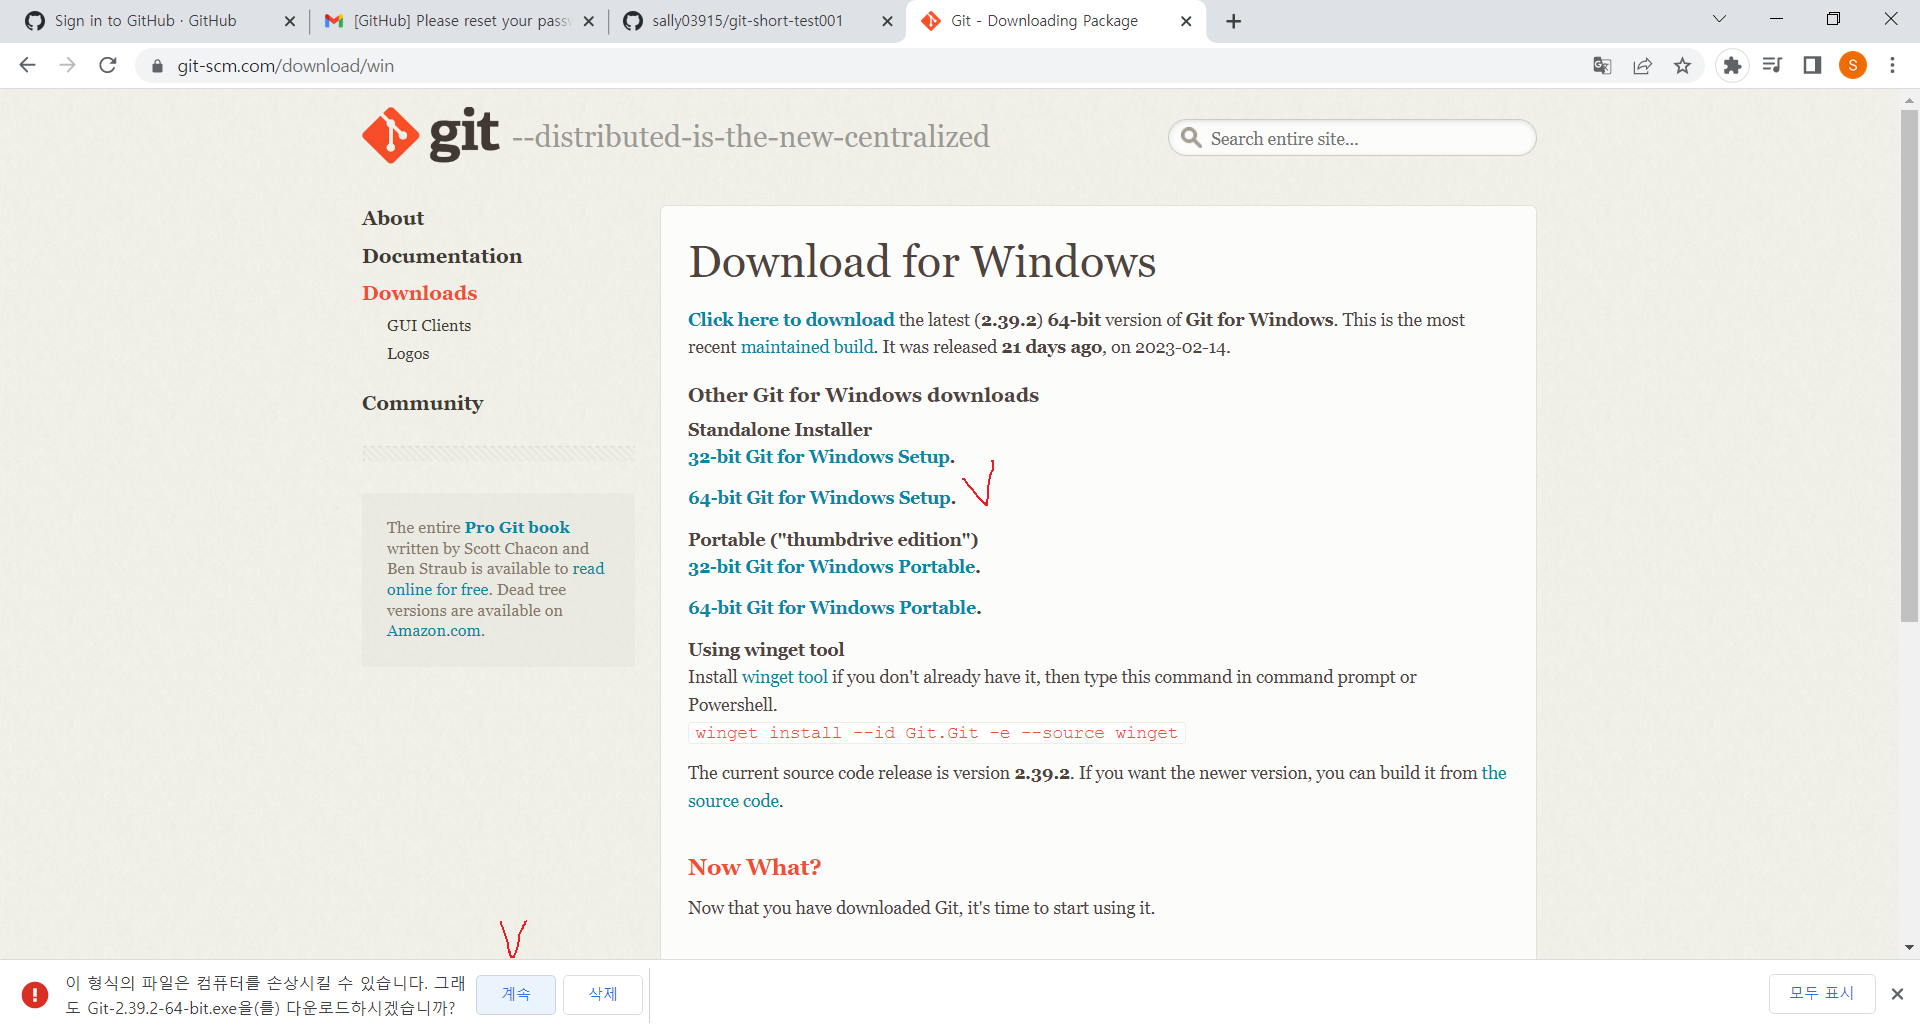 Sign in to GitHub · GitHub
[GitHub] Please reset your pass
sally03915/git-short-test001
Git - Downloading Package
git-scm.com/download/win
S
git --distributed-is-the-new-centralized
Search entire site...
About
Documentation
Downloads
GUI Clients
Logos
Community
The entire Pro Git book
written by Scott Chacon and
Ben Straub is available to read
online for free. Dead tree
versions are available on
Amazon.com.
Download for Windows
Click here to download the latest (2.39.2) 64-bit version of Git for Windows. This is the most
recent maintained build. It was released 21 days ago, on 2023-02-14.
Other Git for Windows downloads
Standalone Installer
32-bit Git for Windows Setup.
64-bit Git for Windows Setup.
Portable ("thumbdrive edition")
32-bit Git for Windows Portable.
64-bit Git for Windows Portable.
Using winget tool
Install winget tool if you don't already have it, then type this command in command prompt or
Powershell.
winget install --id Git.Git -e --source winget
The current source code release is version 2.39.2. If you want the newer version, you can build it from the
source code.
Now What?
Now that you have downloaded Git, it's time to start using it.
이 형식의 파일은 컴퓨터를 손상시킬 수 있습니다. 그래
도 Git-2.39.2-64-bit.exe을(를) 다운로드하시겠습니까?
계속
삭제
모두 표시